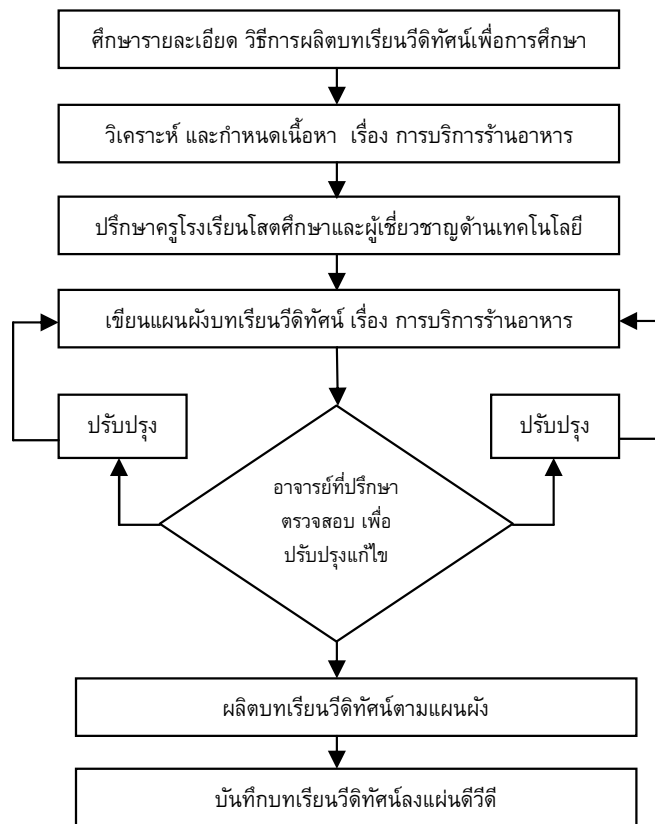 ศึกษารายละเอียด วิธีการผลิตบทเรียนวีดิทัศน์เพื่อการศึกษา
วิเคราะห์ และกำหนดเนื้อหา เรื่อง การบริการร้านอาหาร
ปรึกษาครูโรงเรียนโสตศึกษาและผู้เชี่ยวชาญด้านเทคโนโลยี
เขียนแผนผังบทเรียนวีดิทัศน์ เรื่อง การบริการร้านอาหาร
ปรับปรุง
ปรับปรุง
อาจารย์ที่ปรึกษา
ตรวจสอบ เพื่อ
ปรับปรุงแก้ไข
ผลิตบทเรียนวีดิทัศน์ตามแผนผัง
บันทึกบทเรียนวีดิทัศน์ลงแผ่นดีวีดี